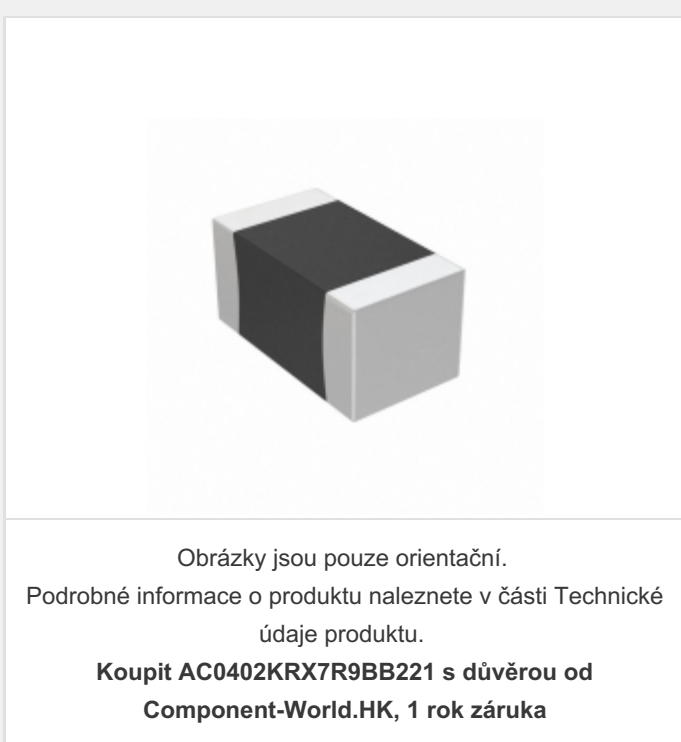 Obrázky jsou pouze orientační.
Podrobné informace o produktu naleznete v části Technické
údaje produktu.
Koupit AC0402KRX7R9BB221 s důvěrou od
Component-World.HK, 1 rok záruka